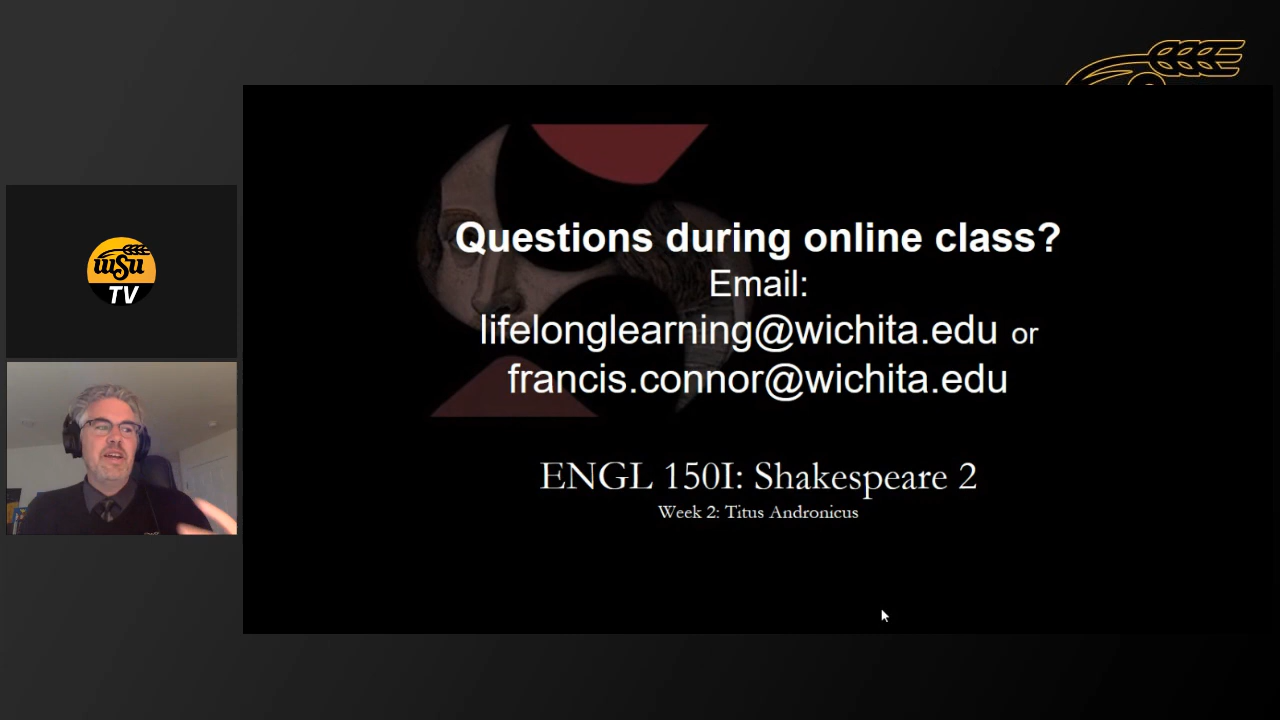 wsu
TV
Questions during online class?
Email:
lifelonglearning@wichita.edu or
francis.connor@wichita.edu
ENGL 150I: Shakespeare 2
Week 2: Titus Andronicus